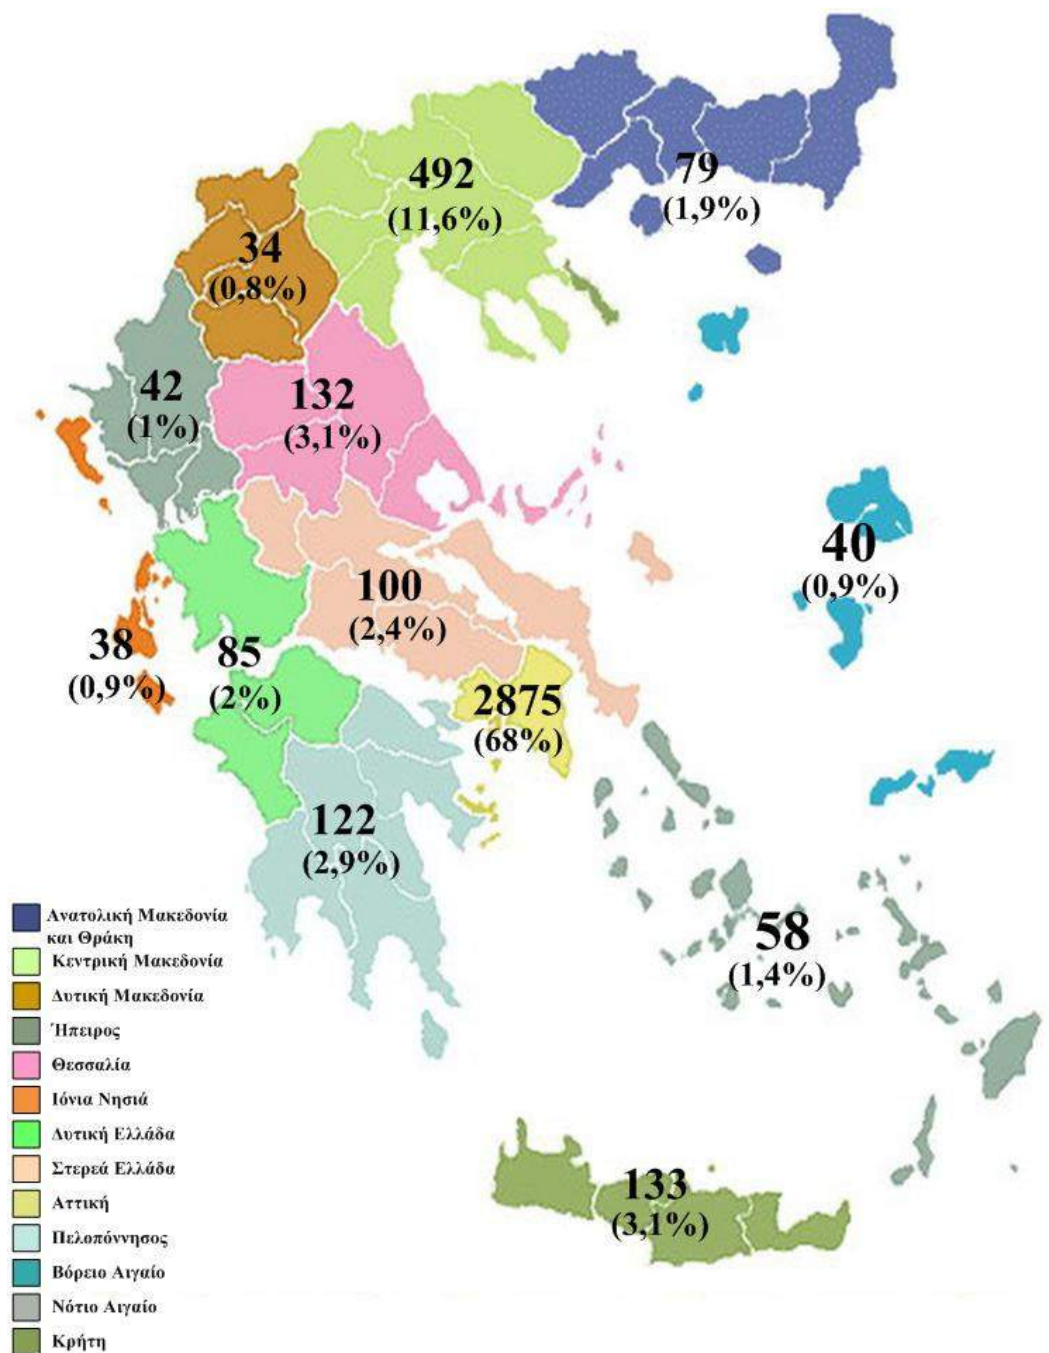 79
(1,9%)
492
(11,6%)
34
(0,8%)
42
(1%)
132
(3,1%)
40
(0,9%)
100
(2,4%)
38
(0,9%)
85
(2%)
2875
(68%)
122
(2,9%)
58
(1,4%)
133
(3,1%)
Ανατολική Μακεδονία
και Θράκη
Κεντρική Μακεδονία
Δυτική Μακεδονία
Ήπειρος
Θεσσαλία
Ιόνια Νησιά
Δυτική Ελλάδα
Στερεά Ελλάδα
Αττική
Πελοπόννησος
Βόρειο Αιγαίο
Νότιο Αιγαίο
Κρήτη